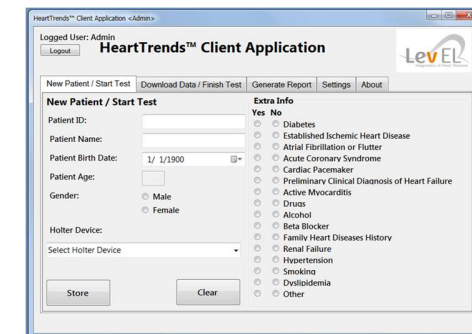 HeartTrends™ Client Application <Admin>
Logged User: Admin
Logout
HeartTrends™ Client Application
LevEL
Diagnostics of Heart Diseases
New Patient / Start Test
Download Data / Finish Test
Generate Report
Settings
About
New Patient / Start Test
Patient ID:
Patient Name:
Patient Birth Date:
1/ 1/1900
Patient Age:
Gender:
Male
Female
Holter Device:
Select Holter Device
Store
Clear
Extra Info
Yes No
Diabetes
Established Ischemic Heart Disease
Atrial Fibrillation or Flutter
Acute Coronary Syndrome
Cardiac Pacemaker
Preliminary Clinical Diagnosis of Heart Failure
Active Myocarditis
Drugs
Alcohol
Beta Blocker
Family Heart Diseases History
Renal Failure
Hypertension
Smoking
Dyslipidemia
Other